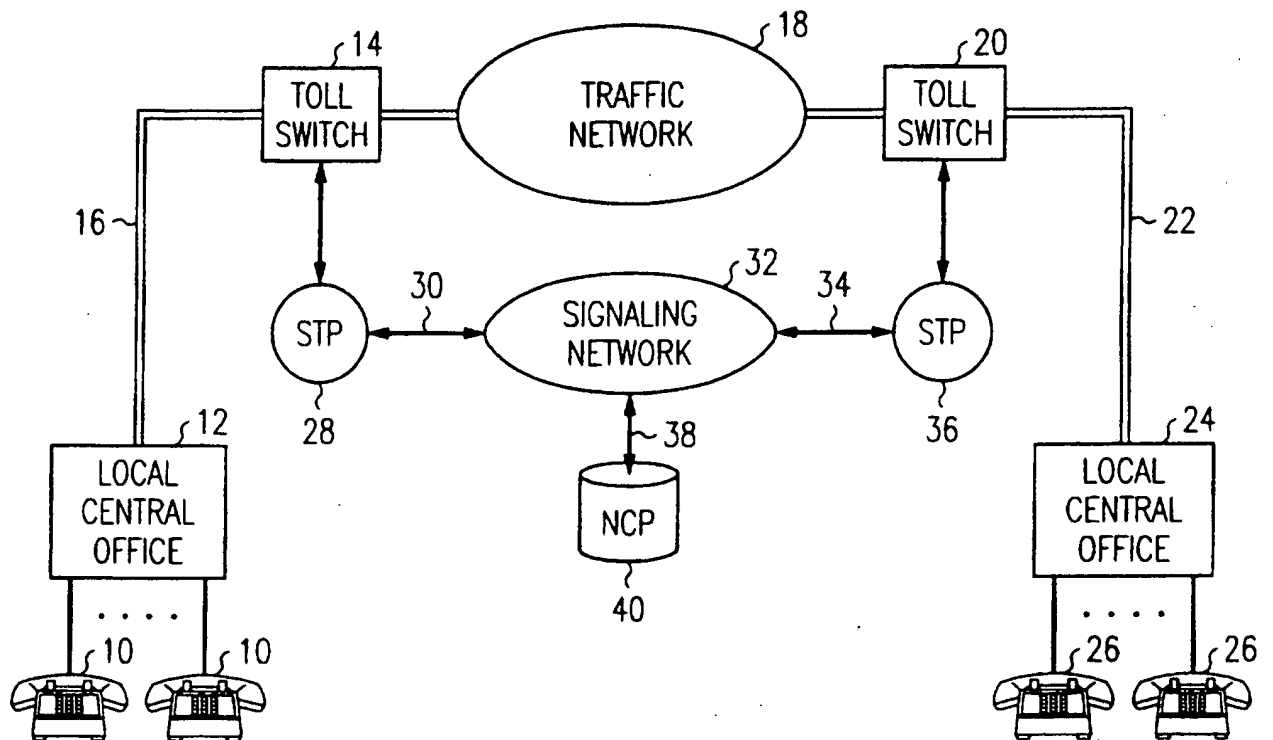 14
TOLL
SWITCH
18
TRAFFIC
NETWORK
20
TOLL
SWITCH
16
22
STP
28
30
32
SIGNALING
NETWORK
34
STP
36
38
NCP
40
12
LOCAL
CENTRAL
OFFICE
10
10
24
LOCAL
CENTRAL
OFFICE
26
26